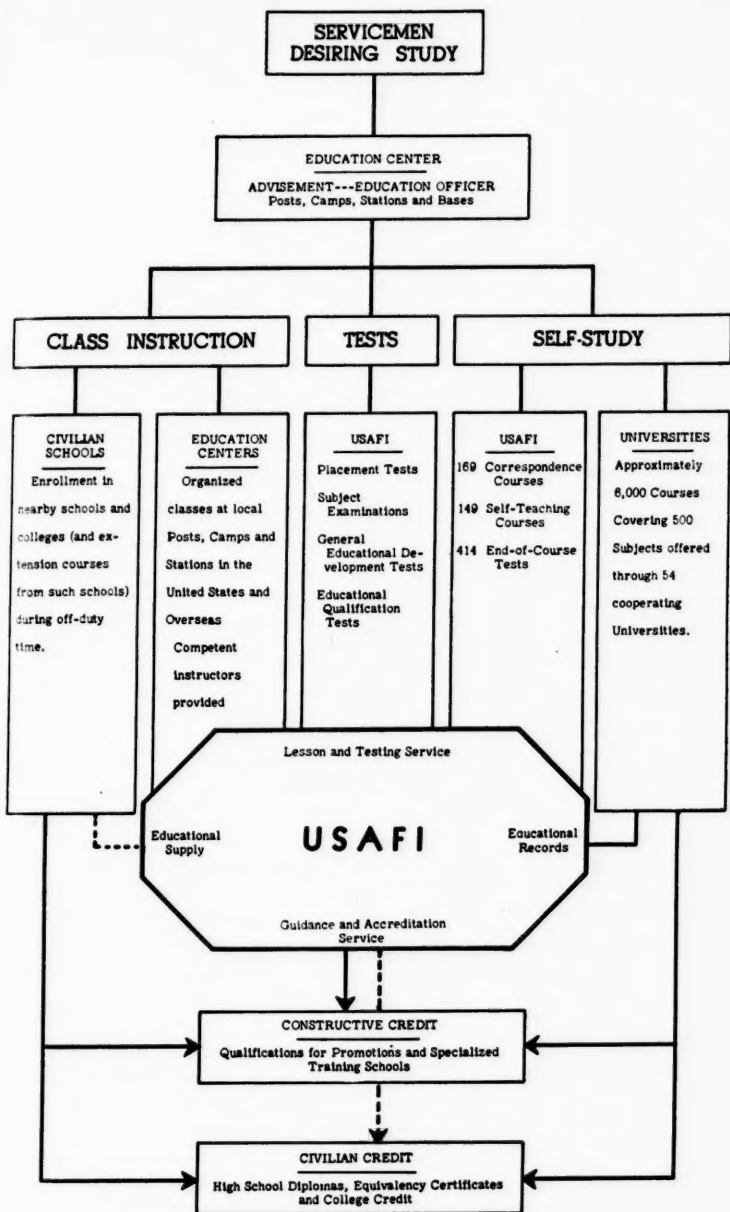 SERVICEMEN
DESIRING STUDY
EDUCATION CENTER
ADVISEMENT---EDUCATION OFFICER
Posts, Camps, Stations and Bases
CLASS INSTRUCTION
TESTS
SELF-STUDY
CIVILIAN
SCHOOLS
Enrollment in
nearby schools and
colleges (and ex-
tension courses
from such schools)
during off-duty
time.
EDUCATION
CENTERS
Organized
classes at local
Posts, Camps and
Stations in the
United States and
Overseas
Competent
instructors
provided
USAFI
Placement Tests
Subject
Examinations
General
Educational De-
velopment Tests
Educational
Qualification
Tests
USAFI
169 Correspondence
Courses
149 Self-Teaching
Courses
414 End-of-Course
Tests
UNIVERSITIES
Approximately
6,000 Courses
Covering 500
Subjects offered
through 54
cooperating
Universities.
Lesson and Testing Service
Educational
Supply
USAFI
Educational
Records
Guidance and Accreditation
Service
CONSTRUCTIVE CREDIT
Qualifications for Promotions and Specialized
Training Schools
CIVILIAN CREDIT
High School Diplomas, Equivalency Certificates
and College Credit